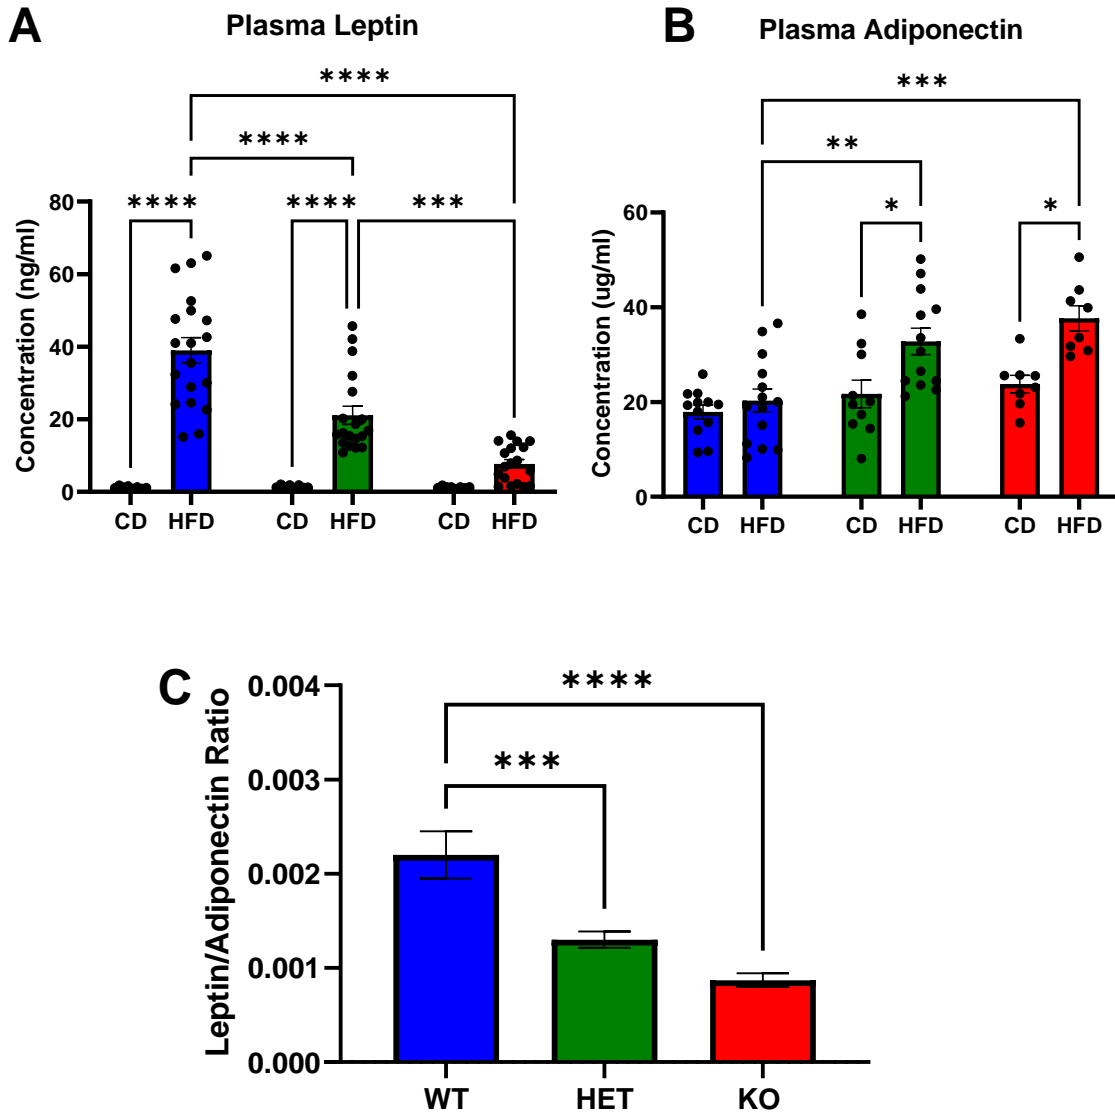 A
Plasma Leptin
****
****
**** **** ***
Concentration (ng/ml)
80
60
40
20
0
CD HFD CD HFD CD HFD
B
Plasma Adiponectin
***
**
* *
Concentration (ug/ml)
60
40
20
0
CD HFD CD HFD CD HFD
C
Leptin/Adiponectin Ratio
****
***
0.004
0.003
0.002
0.001
0.000
WT HET KO